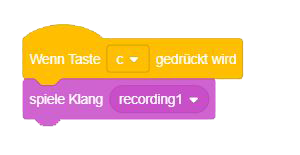 Wenn Taste c gedrückt wird
spiele Klang recording1